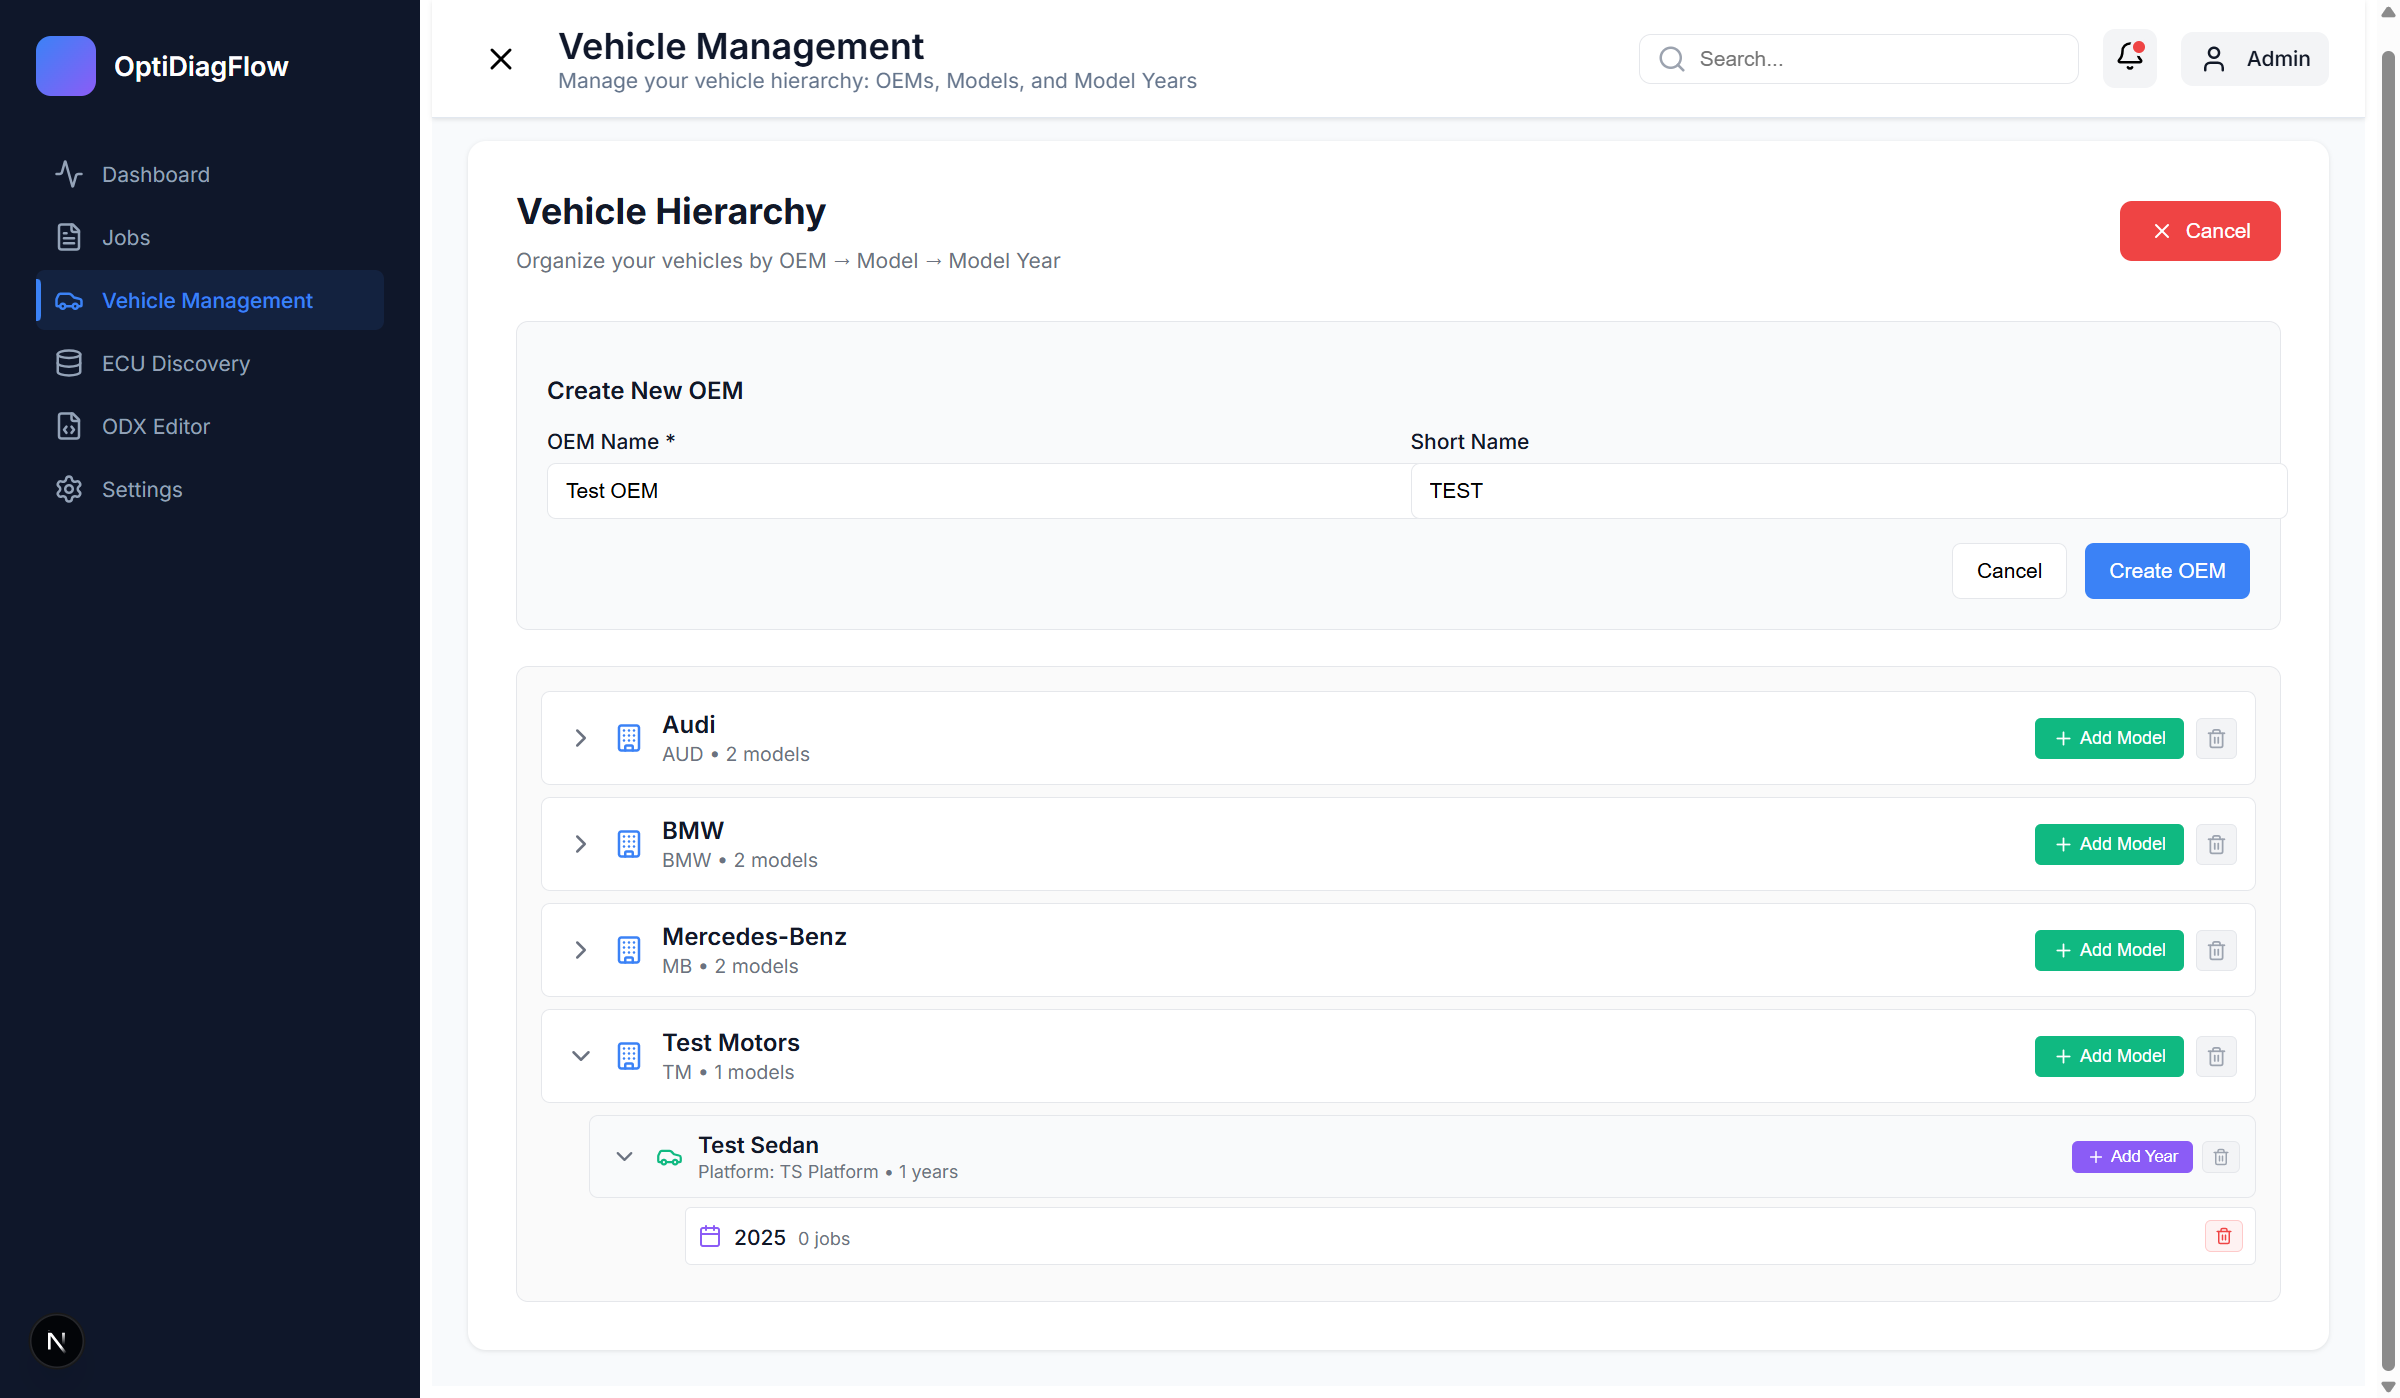 OptiDiagFlow
Dashboard
Jobs
Vehicle Management
ECU Discovery
ODX Editor
Settings
N
Vehicle Management
Manage your vehicle hierarchy: OEMs, Models, and Model Years
Search...
Admin
Vehicle Hierarchy
Organize your vehicles by OEM → Model → Model Year
Cancel
Create New OEM
OEM Name *
Short Name
Test OEM
TEST
Cancel
Create OEM
Audi
AUD • 2 models
Add Model
BMW
BMW • 2 models
Add Model
Mercedes-Benz
MB • 2 models
Add Model
Test Motors
TM • 1 models
Add Model
Test Sedan
Platform: TS Platform • 1 years
Add Year
2025 0 jobs